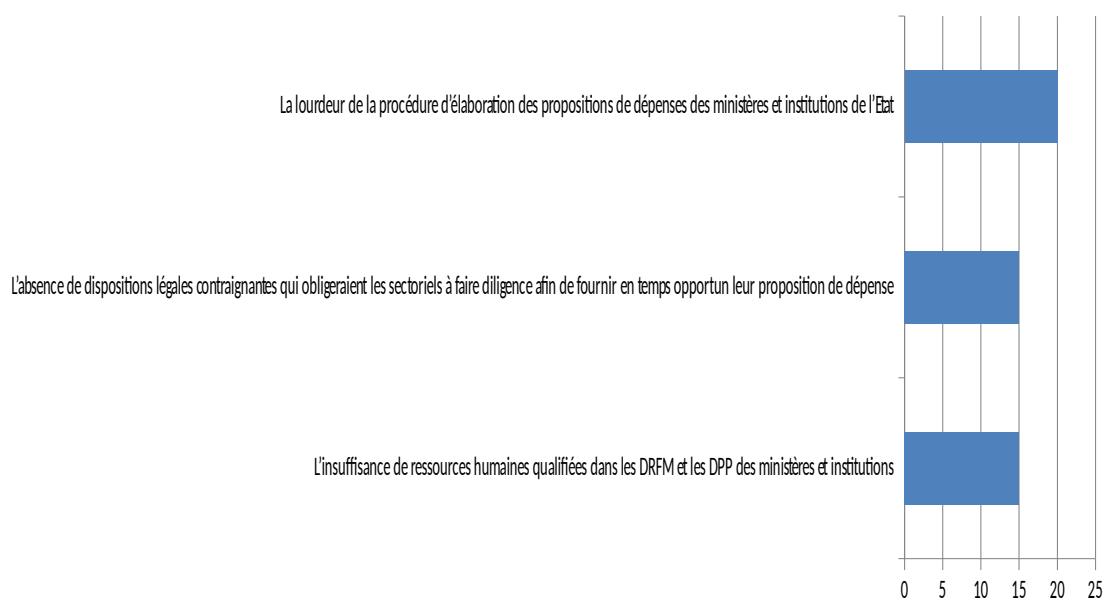 La lourdeur de la procédure d’élaboration des propositions de dépenses des ministères et institutions de l’Etat
L’absence de dispositions légales contraignantes qui obligeraient les sectoriels à faire diligence afin de fournir en temps opportun leur proposition de dépense
L’insuffisance de ressources humaines qualifiées dans les DRFM et les DPP des ministères et institutions
0 5 10 15 20 25